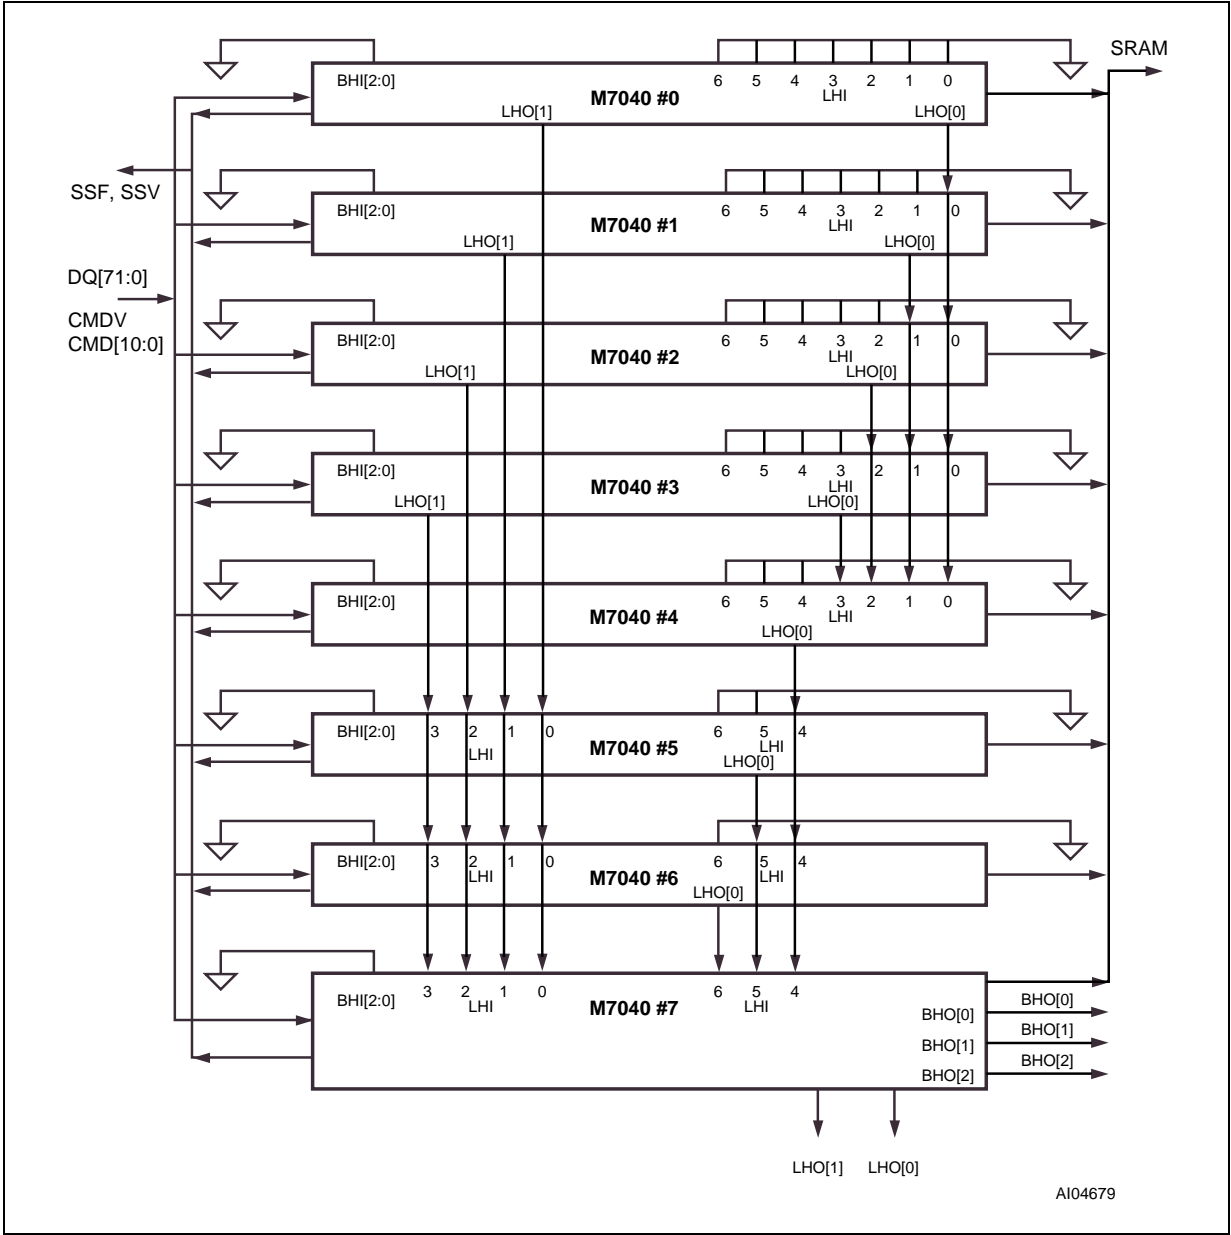 SRAM
BHI[2:0]
6 5 4 3 2 1 0
LHI
M7040 #0
LHO[1]
LHO[0]
SSF, SSV
BHI[2:0]
6 5 4 3 2 1 0
LHI
M7040 #1
LHO[1]
LHO[0]
DQ[71:0]
CMDV
CMD[10:0]
BHI[2:0]
6 5 4 3 2 1 0
LHI
M7040 #2
LHO[1]
LHO[0]
BHI[2:0]
6 5 4 3 2 1 0
LHI
M7040 #3
LHO[1]
LHO[0]
BHI[2:0]
6 5 4 3 2 1 0
LHI
M7040 #4
LHO[0]
BHI[2:0]
3 2 1 0
LHI
M7040 #5
6 5 4
LHI
LHO[0]
BHI[2:0]
3 2 1 0
LHI
M7040 #6
6 5 4
LHI
LHO[0]
BHI[2:0]
3 2 1 0
LHI
M7040 #7
6 5 4
LHI
BHO[0]
BHO[0]
BHO[1]
BHO[1]
BHO[2]
BHO[2]
LHO[1]
LHO[0]
AI04679